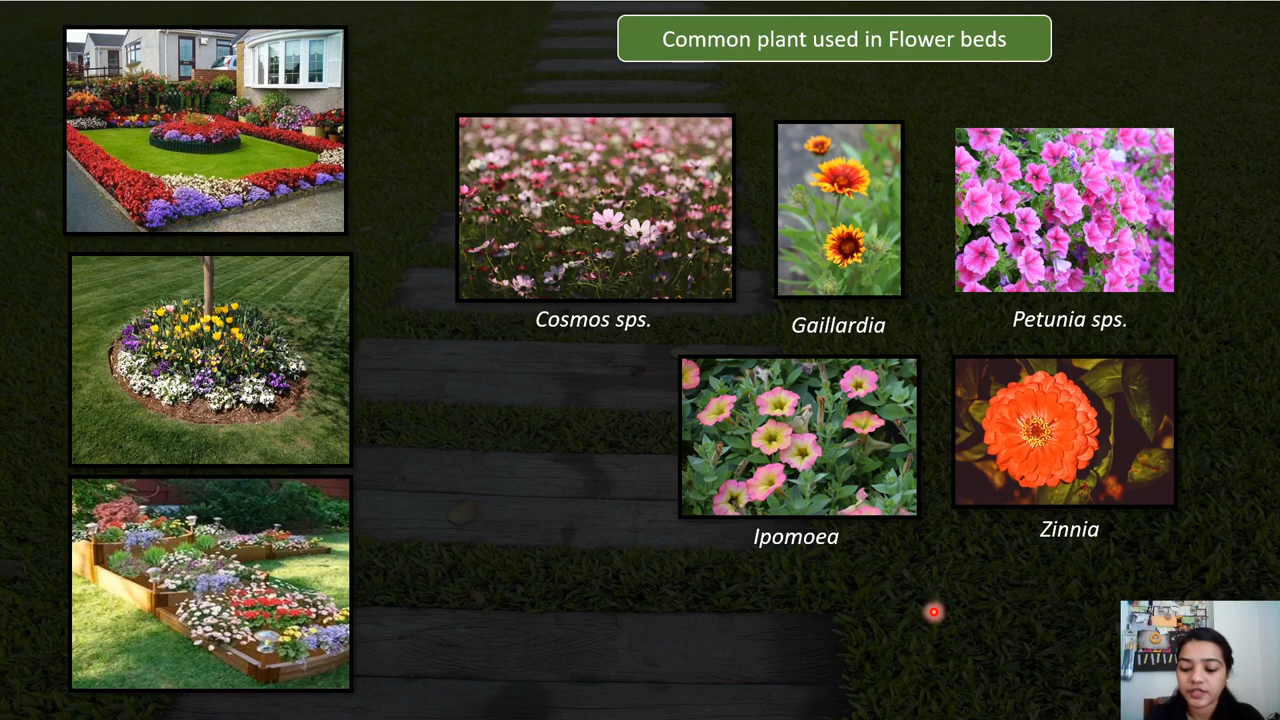 Common plant used in Flower beds
Cosmos sps.
Gaillardia
Petunia sps.
Ipomoea
Zinnia